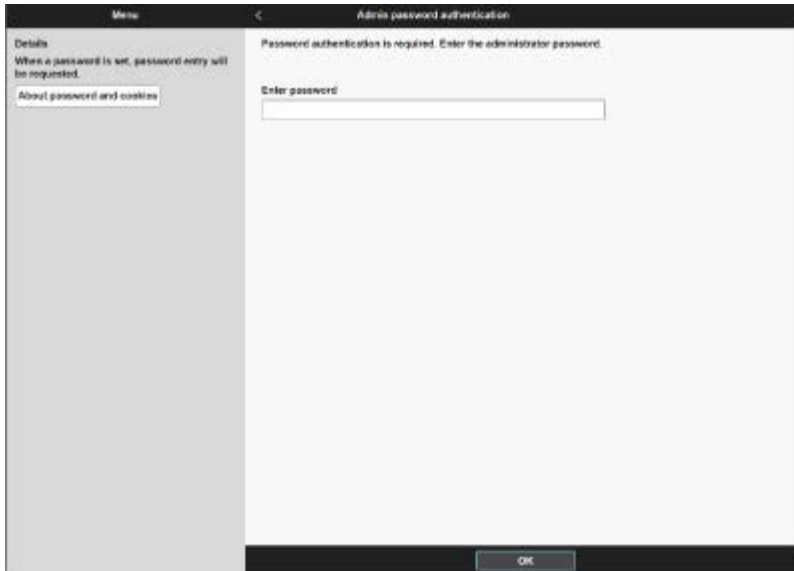 Menu
< Admin password authentication
Details
When a password is set, password entry will
be requested.
About password and cookies
Password authentication is required. Enter the administrator password.
Enter password
OK